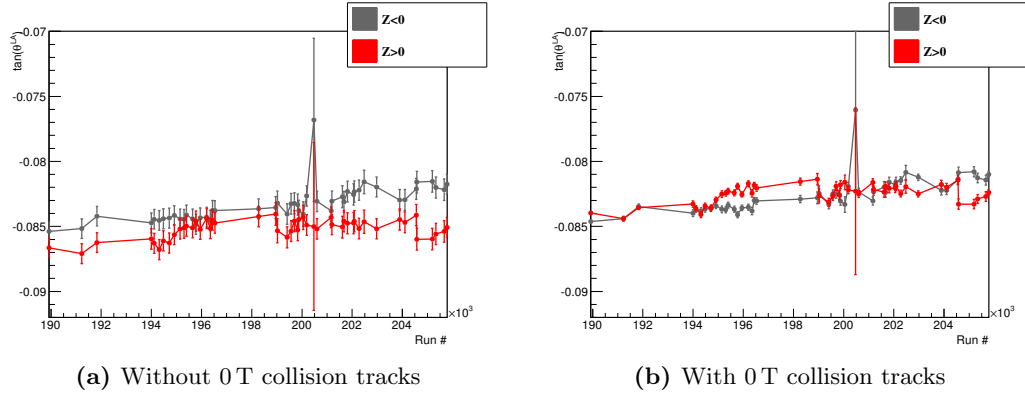 tan(θ^LA)
Z<0
Z>0
-0.07
-0.075
-0.08
-0.085
-0.09
190 192 194 196 198 200 202 204
×10³
Run #
(a) Without 0 T collision tracks
tan(θ^LA)
Z<0
Z>0
-0.07
-0.075
-0.08
-0.085
-0.09
190 192 194 196 198 200 202 204
×10³
Run #
(b) With 0 T collision tracks